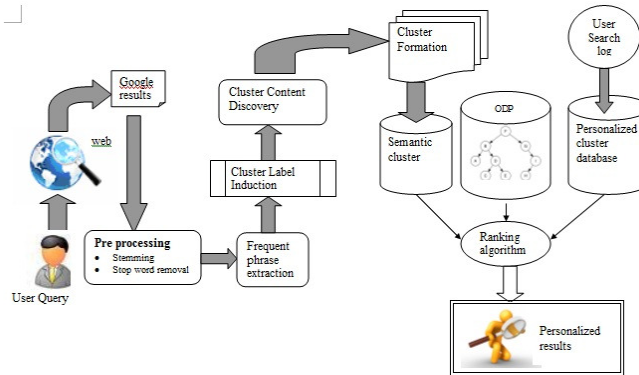 User Query
web
Google
results
Pre processing
• Stemming
• Stop word removal
Frequent
phrase
extraction
Cluster Label
Induction
Cluster Content
Discovery
Cluster
Formation
Semantic
cluster
ODP
User
Search
log
Personalized
cluster
database
Ranking
algorithm
Personalized
results